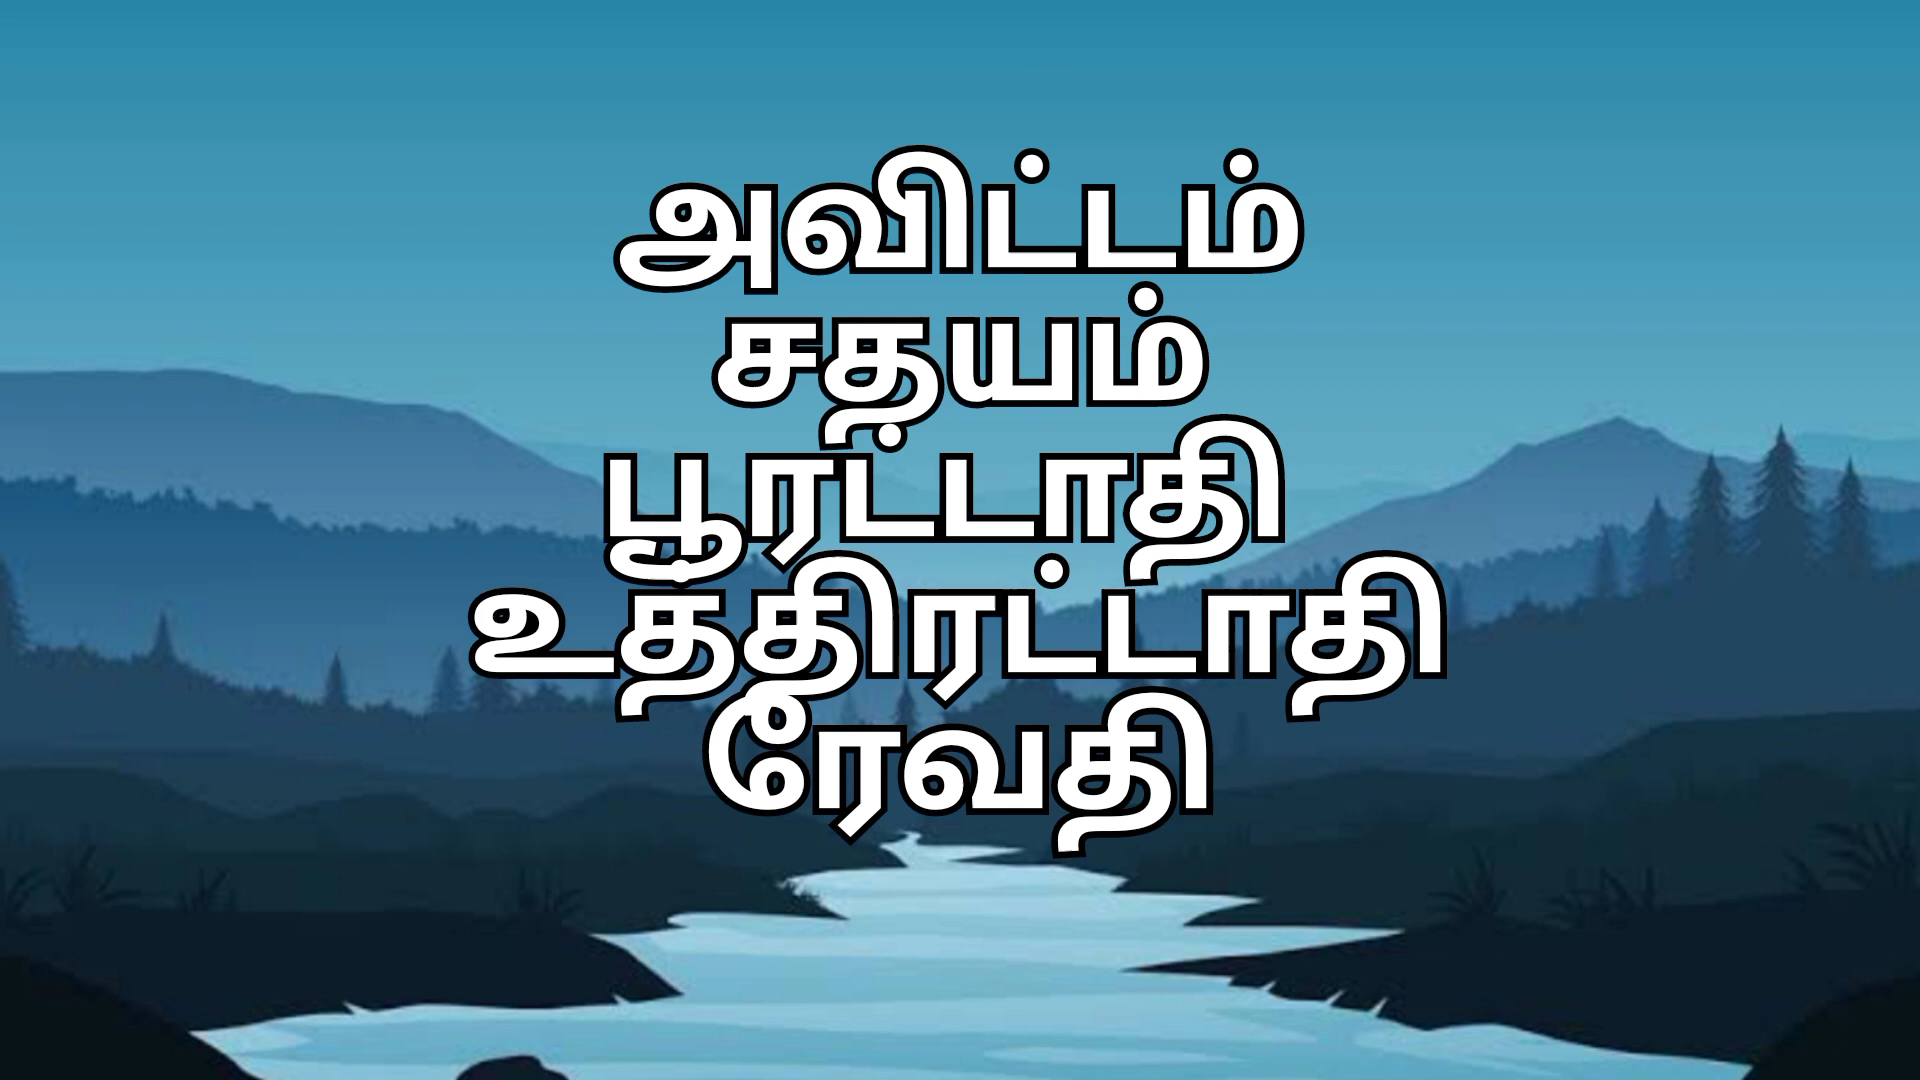 அவிட்டம்
சதயம்
பூரட்டாதி
உத்திரட்டாதி
ரேவதி